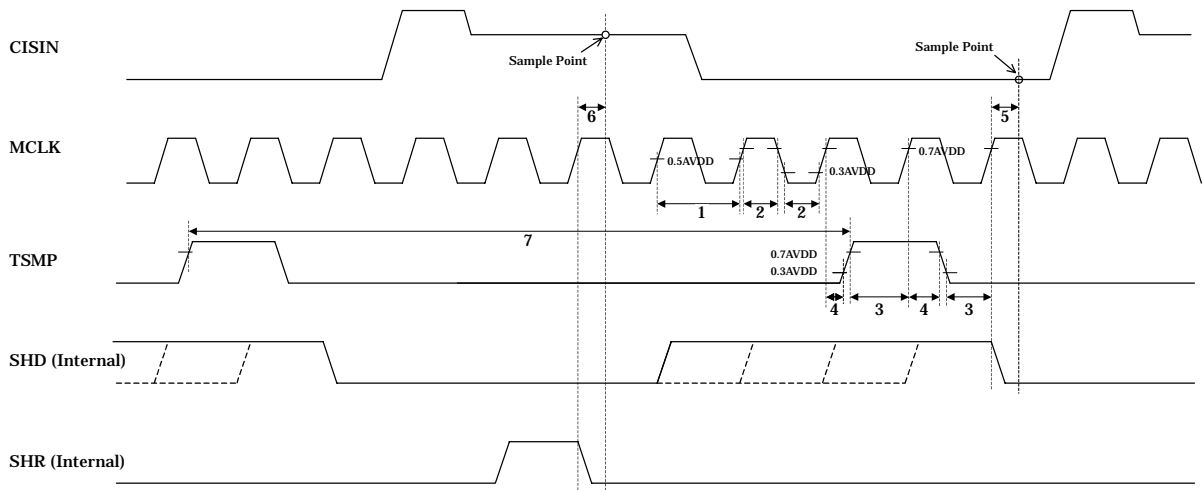 CISIN
Sample Point
Sample Point
6
5
MCLK
0.5AVDD
0.7AVDD
0.3AVDD
1
2
2
7
TSMP
0.7AVDD
0.3AVDD
4
3
4
3
SHD (Internal)
SHR (Internal)